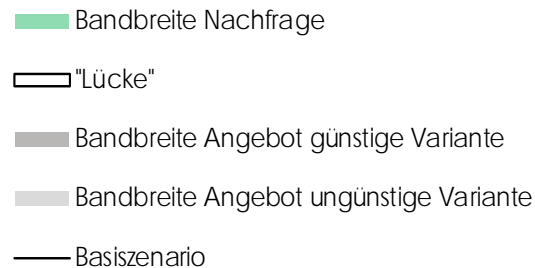 Bandbreite Nachfrage
"Lücke"
Bandbreite Angebot günstige Variante
Bandbreite Angebot ungünstige Variante
Basiszenario